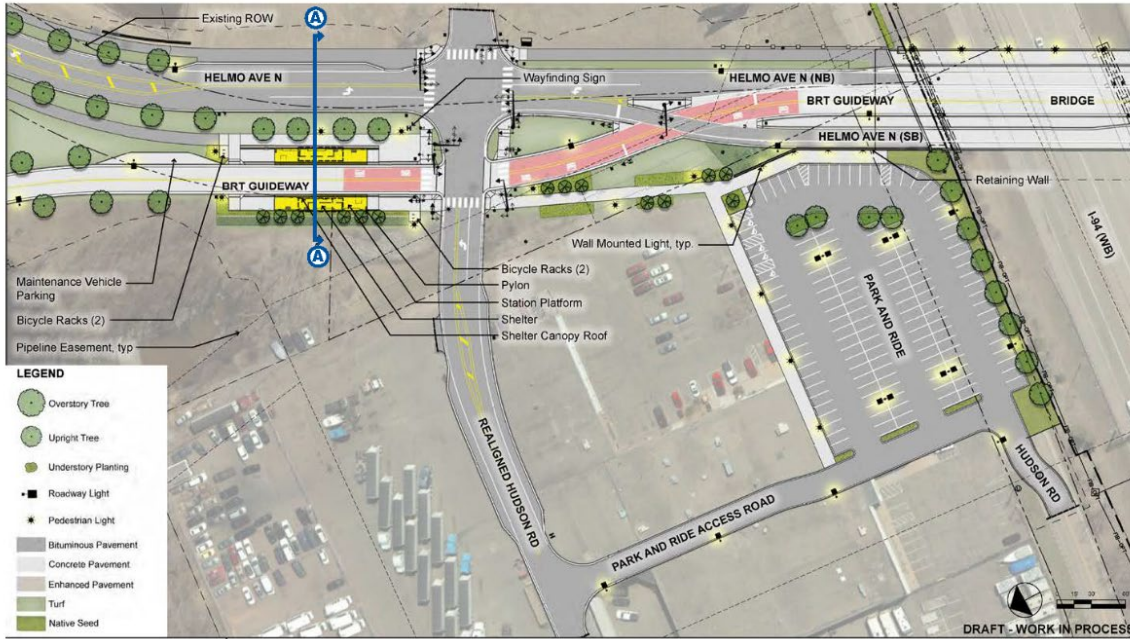 Existing ROW
A
HELMO AVE N
Wayfinding Sign
HELMO AVE N (NB)
BRT GUIDEWAY
BRIDGE
HELMO AVE N (SB)
BRT GUIDEWAY
Retaining Wall
I-94 (WB)
Wall Mounted Light, typ.
A
Maintenance Vehicle
Parking
Bicycle Racks (2)
Pipeline Easement, typ
Bicycle Racks (2)
Pylon
Station Platform
Shelter
Shelter Canopy Roof
PARK AND RIDE
LEGEND
Overstory Tree
Upright Tree
Understory Planting
Roadway Light
Pedestrian Light
Bituminous Pavement
Concrete Pavement
Enhanced Pavement
Turf
Native Seed
REALIGNED HUDSON RD
PARK AND RIDE ACCESS ROAD
HUDSON RD
DRAFT - WORK IN PROCESS